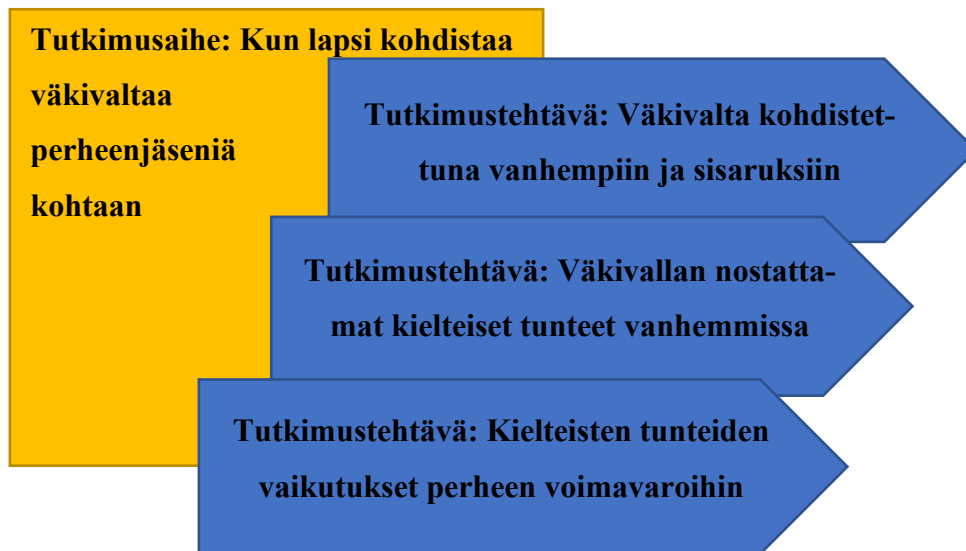 Tutkimusaihe: Kun lapsi kohdistaa
väkivaltaa
perheenjäseniä
kohtaan
Tutkimustehtävä: Väkivalta kohdistet-
tuna vanhempiin ja sisaruksiin
Tutkimustehtävä: Väkivallan nostatta-
mat kielteiset tunteet vanhemmissa
Tutkimustehtävä: Kielteisten tunteiden
vaikutukset perheen voimavaroihin